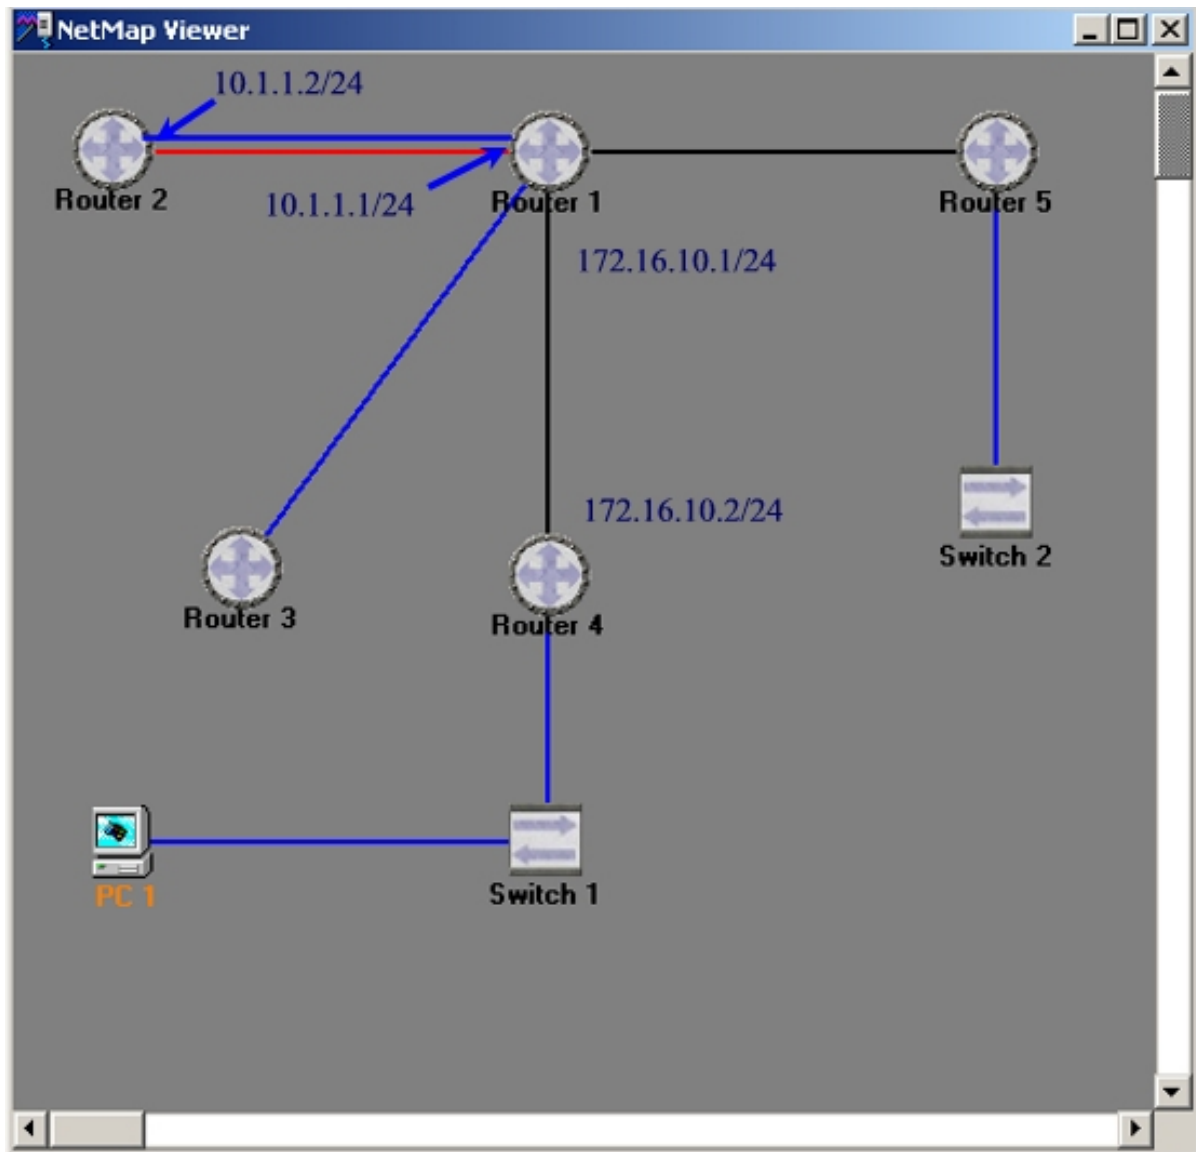 NetMap Viewer
10.1.1.2/24
Router 2
10.1.1.1/24
Router 1
Router 5
172.16.10.1/24
172.16.10.2/24
Switch 2
Router 3
Router 4
PC 1
Switch 1